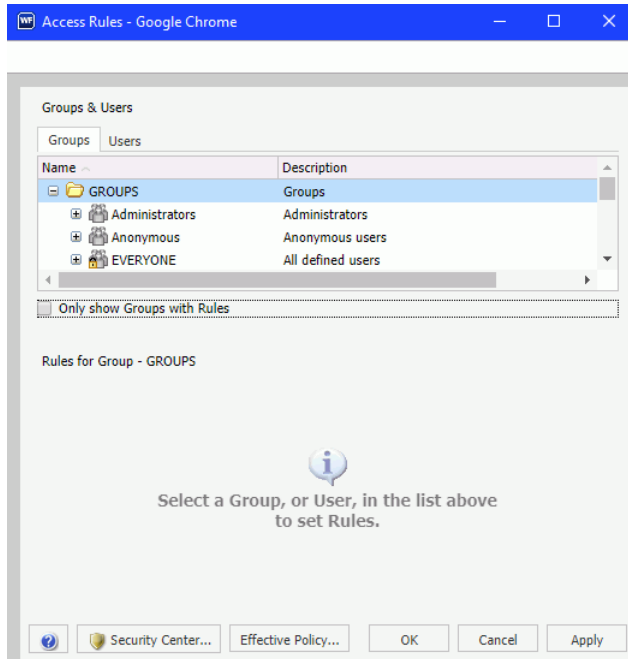 WF Access Rules - Google Chrome
Groups & Users
Groups Users
Name Description
GROUPS Groups
Administrators Administrators
Anonymous Anonymous users
EVERYONE All defined users
Only show Groups with Rules
Rules for Group - GROUPS
Select a Group, or User, in the list above
to set Rules.
? Security Center... Effective Policy... OK Cancel Apply